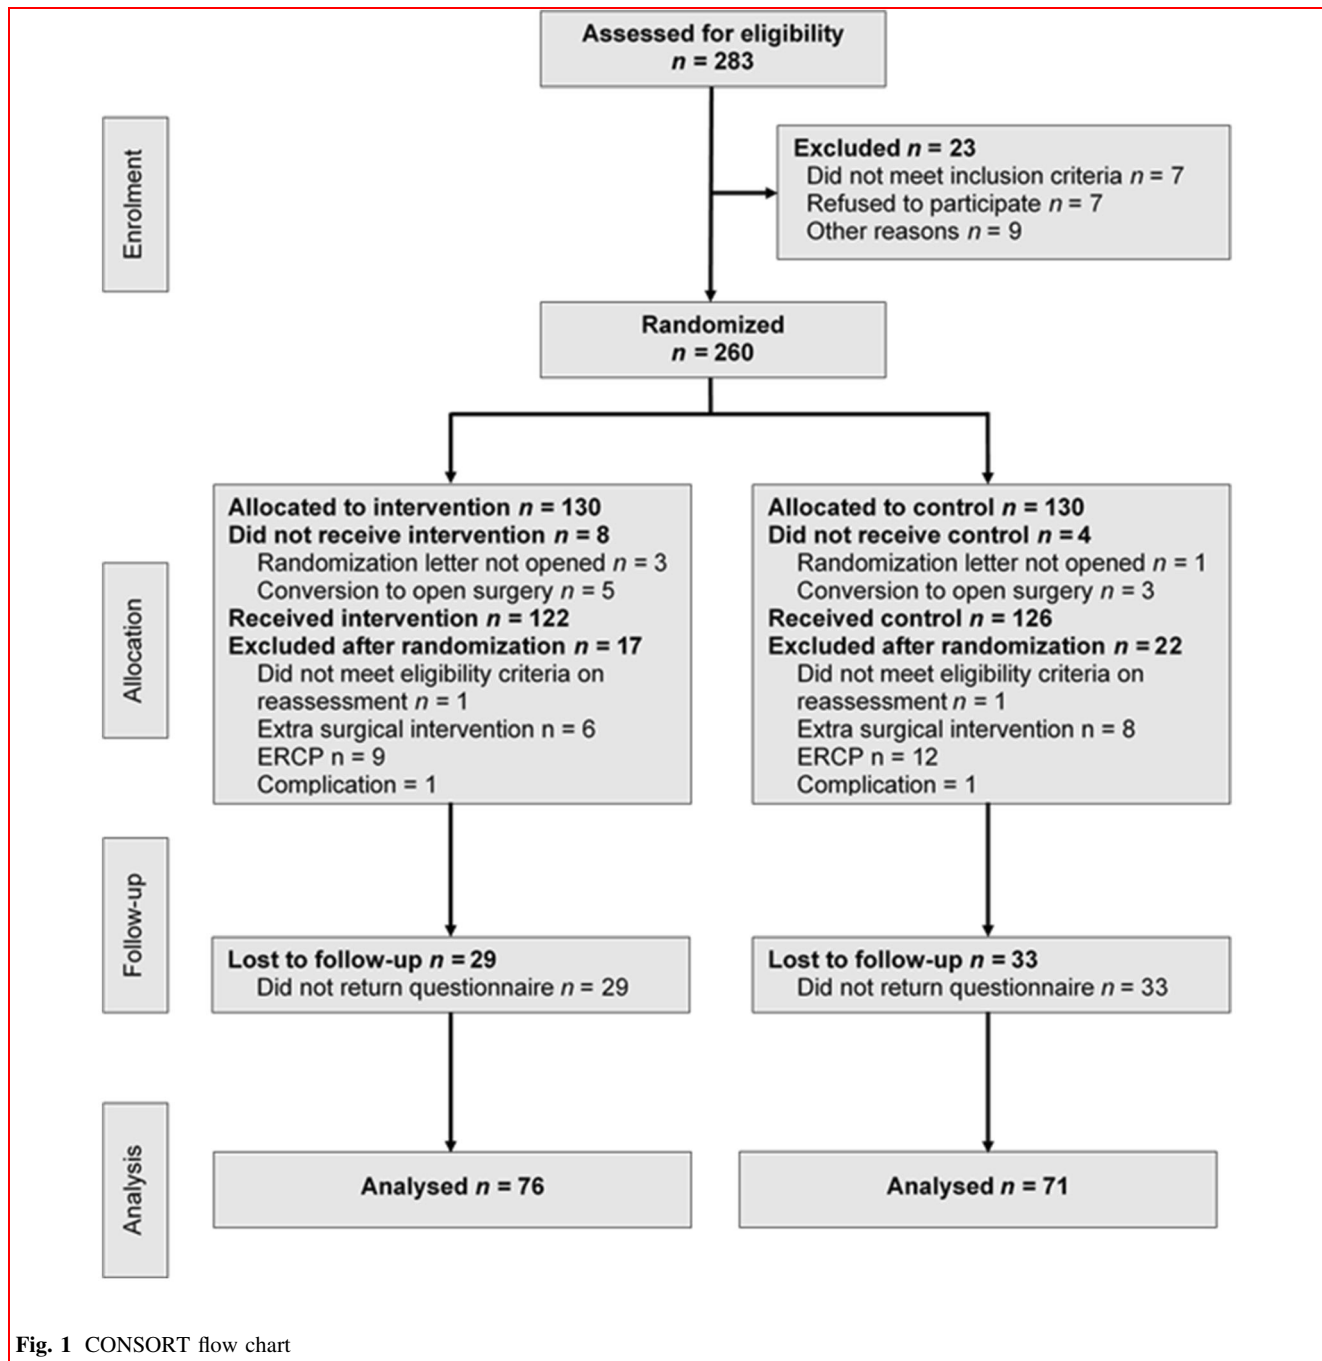 Assessed for eligibility
n = 283
Enrolment
Excluded n = 23
Did not meet inclusion criteria n = 7
Refused to participate n = 7
Other reasons n = 9
Randomized
n = 260
Allocation
Allocated to intervention n = 130
Did not receive intervention n = 8
Randomization letter not opened n = 3
Conversion to open surgery n = 5
Received intervention n = 122
Excluded after randomization n = 17
Did not meet eligibility criteria on
reassessment n = 1
Extra surgical intervention n = 6
ERCP n = 9
Complication = 1
Allocated to control n = 130
Did not receive control n = 4
Randomization letter not opened n = 1
Conversion to open surgery n = 3
Received control n = 126
Excluded after randomization n = 22
Did not meet eligibility criteria on
reassessment n = 1
Extra surgical intervention n = 8
ERCP n = 12
Complication = 1
Follow-up
Lost to follow-up n = 29
Did not return questionnaire n = 29
Lost to follow-up n = 33
Did not return questionnaire n = 33
Analysis
Analysed n = 76
Analysed n = 71
Fig. 1 CONSORT flow chart